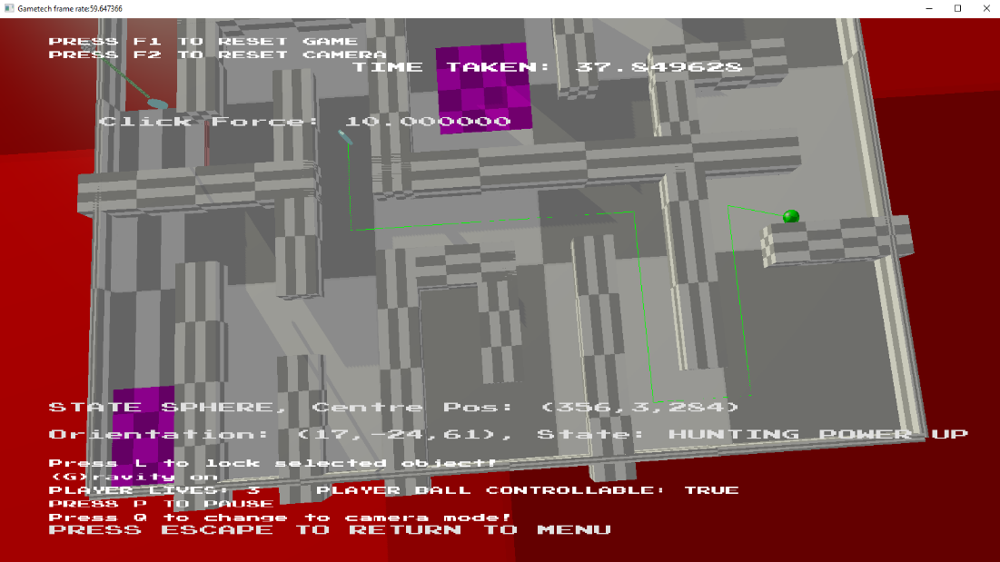 Gametech frame rate:59.647366
PRESS F1 TO RESET GAME
PRESS F2 TO RESET CAMERA
TIME TAKEN: 37.849628
Click Force: 10.000000
STATE SPHERE, Centre Pos: (356,3,284)
Orientation: (17,-24,61), State: HUNTING POWER UP
Press L to lock selected object!
(G)ravity on
PLAYER LIVES: 3 PLAYER BALL CONTROLLABLE: TRUE
PRESS P TO PAUSE
Press Q to change to camera mode!
PRESS ESCAPE TO RETURN TO MENU